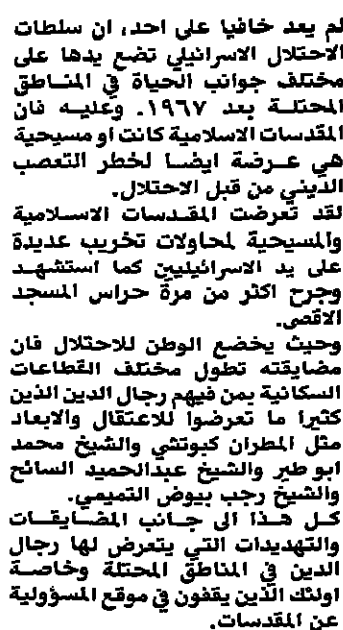 لم يعد خافيا على احد، ان سلطات
الاحتلال الاسرائيلي تضع يدها على
مختلف جوانب الحياة في المناطق
المحتلة بعد ١٩٦٧. وعليه فان
المقدسات الاسلامية كانت او مسيحية
هي عرضة ايضا لخطر التعصب
الديني من قبل الاحتلال.
لقد تعرضت المقدسات الاسلامية
والمسيحية لمحاولات تخريب عديدة
على يد الاسرائيليين كما استشهد
وجرح اكثر من مرة حراس المسجد
الاقصى.
وحيث يخضع الوطن للاحتلال فان
مضايقته تطول مختلف القطاعات
السكانية بمن فيهم رجال الدين الذين
كثيرا ما تعرضوا للاعتقال والابعاد
مثل المطران كبوتشي والشيخ محمد
ابو طير والشيخ عبدالحميد السائح
والشيخ رجب بيوض التميمي.
كل هذا الى جانب المضايقات
والتهديدات التي يتعرض لها رجال
الدين في المناطق المحتلة وخاصة
اولئك الذين يقفون في موقع المسؤولية
عن المقدسات.